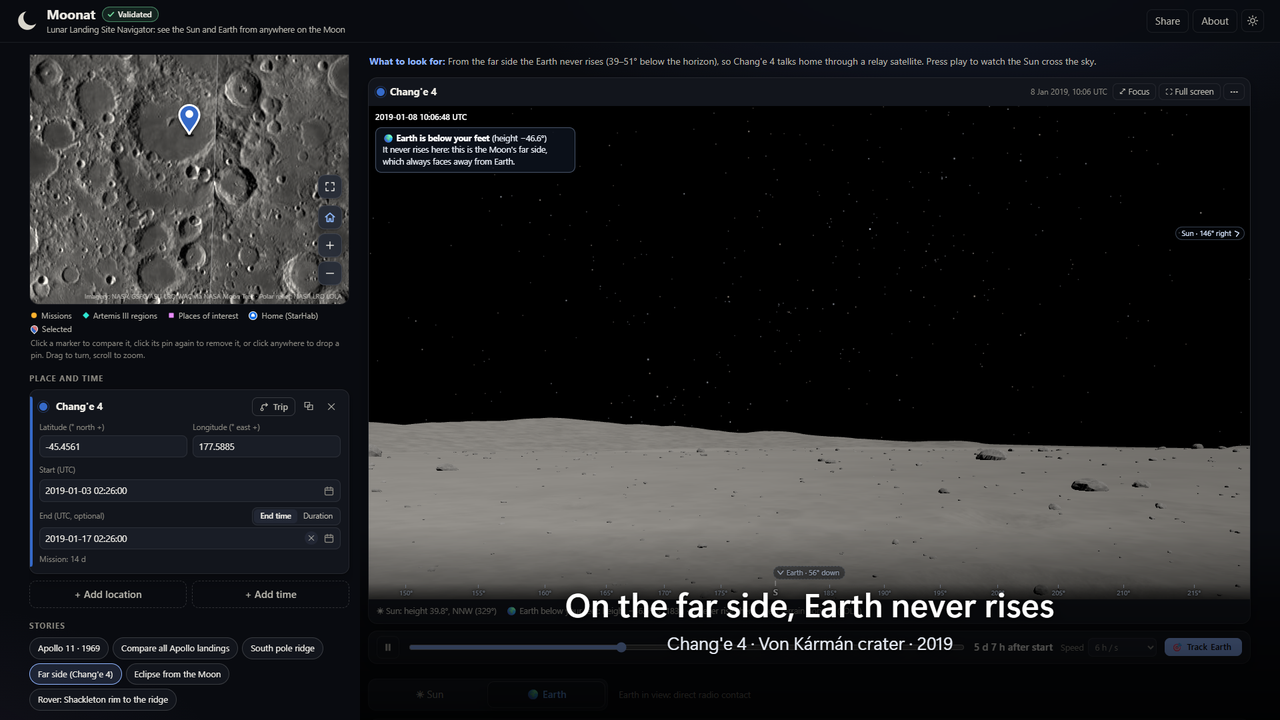 Moonat
Validated
Lunar Landing Site Navigator: see the Sun and Earth from anywhere on the Moon
Share
About
What to look for: From the far side the Earth never rises (39–51° below the horizon), so Chang'e 4 talks home through a relay satellite. Press play to watch the Sun cross the sky.
Chang'e 4
8 Jan 2019, 10:06 UTC
Focus
Full screen
2019-01-08 10:06:48 UTC
Earth is below your feet (height −46.6°)
It never rises here: this is the Moon's far side,
which always faces away from Earth.
Sun · 146° right
Missions
Artemis III regions
Places of interest
Home (StarHab)
Selected
Click a marker to compare it, click its pin again to remove it, or click anywhere to drop a
pin. Drag to turn, scroll to zoom.
PLACE AND TIME
Chang'e 4
Trip
Latitude (° north +)
Longitude (° east +)
-45.4561
177.5885
Start (UTC)
2019-01-03 02:26:00
End (UTC, optional)
End time
Duration
2019-01-17 02:26:00
Mission: 14 d
+ Add location
+ Add time
STORIES
Apollo 11 · 1969
Compare all Apollo landings
South pole ridge
Far side (Chang'e 4)
Eclipse from the Moon
Rover: Shackleton rim to the ridge
Earth · 56° down
150°
155°
160°
165°
170°
175°
S
185°
190°
195°
200°
205°
210°
215°
Sun: height 39.8°, NNW (329°)
Earth below
On the far side, Earth never rises
Chang'e 4 · Von Kármán crater · 2019
5 d 7 h after start
Speed
6 h / s
Track Earth
Sun
Earth
Earth in view: direct radio contact